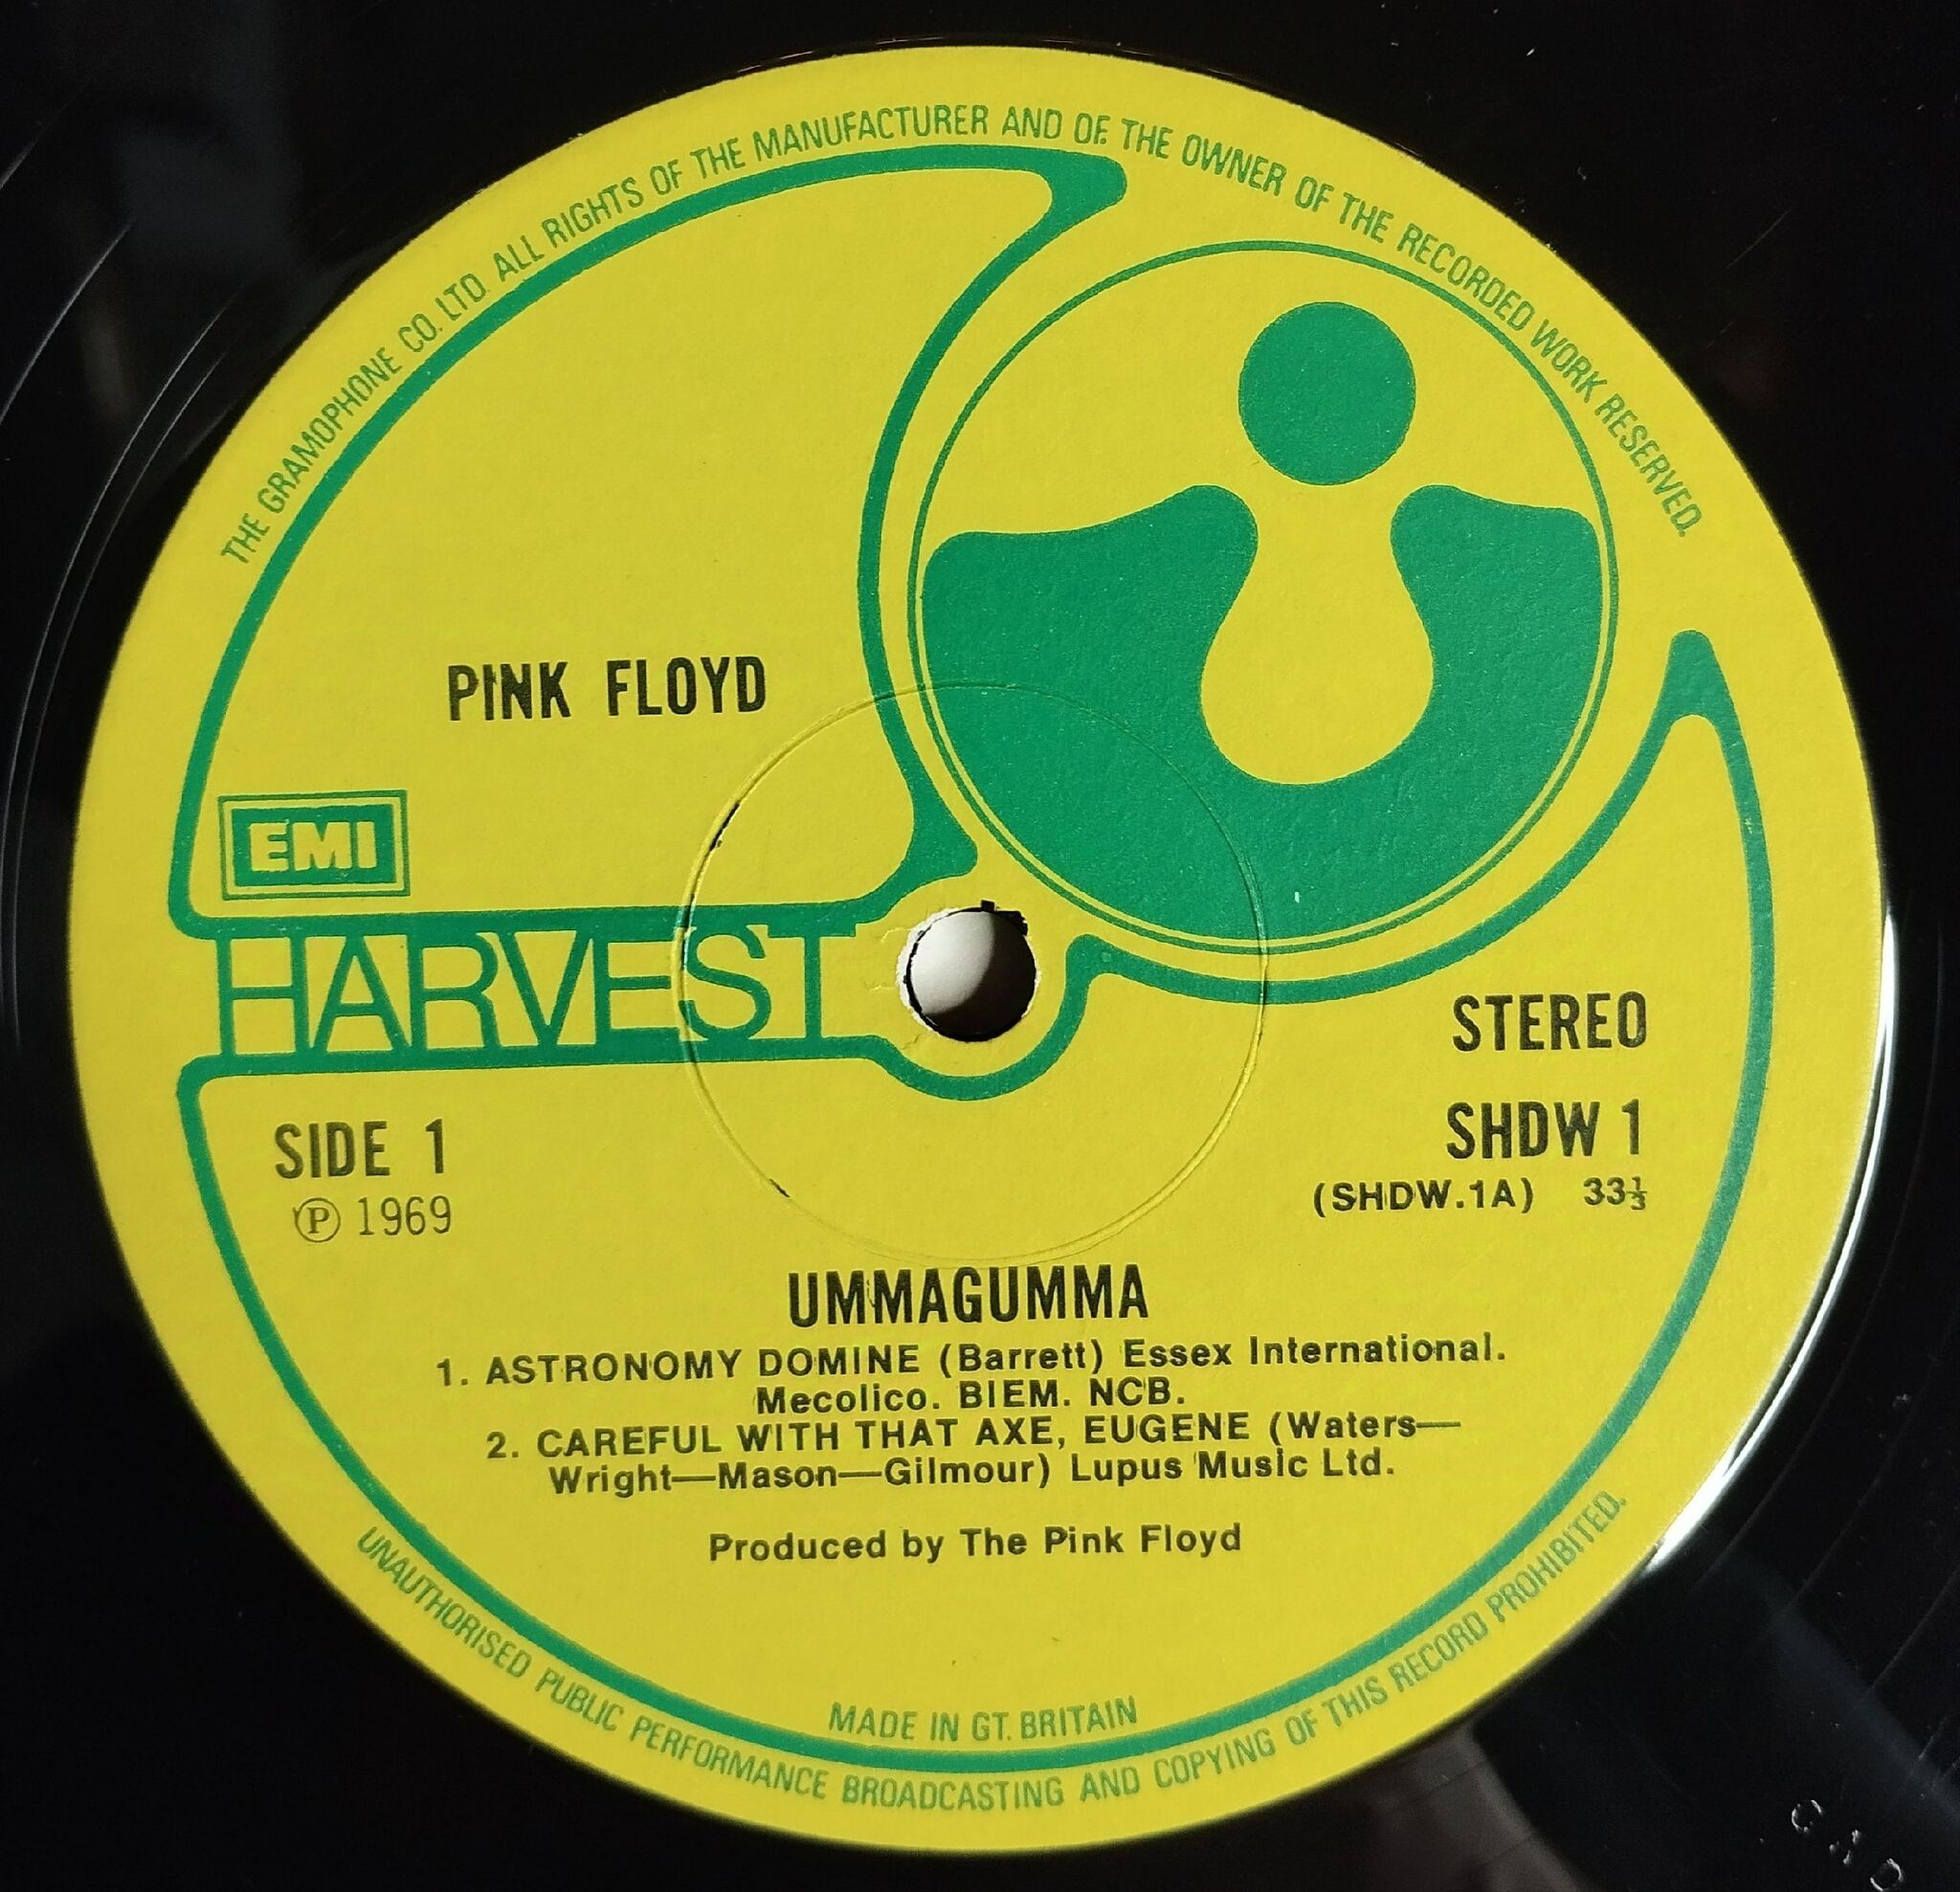 THE GRAMOPHONE CO. LTD. ALL RIGHTS OF THE MANUFACTURER AND OF THE OWNER OF THE RECORDED WORK RESERVED.
PINK FLOYD
EMI
HARVEST
STEREO
SHDW 1
(SHDW.1A) 33⅓
SIDE 1
Ⓟ 1969
UMMAGUMMA
1. ASTRONOMY DOMINE (Barrett) Essex International.
Mecolico. BIEM. NCB.
2. CAREFUL WITH THAT AXE, EUGENE (Waters—
Wright—Mason—Gilmour) Lupus Music Ltd.
Produced by The Pink Floyd
MADE IN GT. BRITAIN
UNAUTHORISED PUBLIC PERFORMANCE BROADCASTING AND COPYING OF THIS RECORD PROHIBITED.